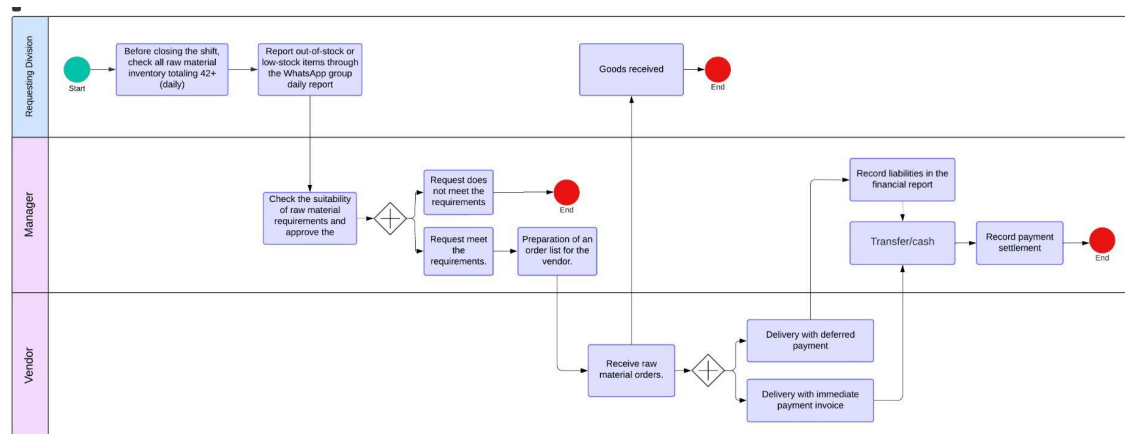 Requesting Division
Start
Before closing the shift,
check all raw material
inventory totaling 42+
(daily)
Report out-of-stock or
low-stock items through
the WhatsApp group
daily report
Goods received
End
Manager
Check the suitability
of raw material
requirements and
approve the
Request does
not meet the
requirements
End
Request meet
the
requirements.
Preparation of an
order list for the
vendor.
Record liabilities in the
financial report
Transfer/cash
Record payment
settlement
End
Vendor
Receive raw
material orders.
Delivery with deferred
payment
Delivery with immediate
payment invoice